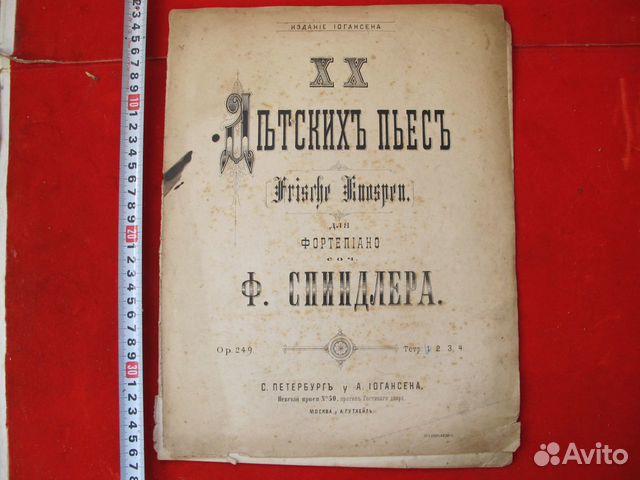 ИЗДАНІЕ ІОГАНСЕНА
XX
ДѢТСКИХЪ ПЬЕСЪ
Frische Knospen.
ДЛЯ
ФОРТЕПІАНО
СОЧ.
Ф. СПИНДЛЕРА.
Op. 249. Тетр. 1, 2, 3, 4.
С. ПЕТЕРБУРГЪ у А. ІОГАНСЕНА,
Невскій просп. № 50, противъ Гостинаго двора.
МОСКВА у А. ГУТХЕЙЛЬ.
Avito